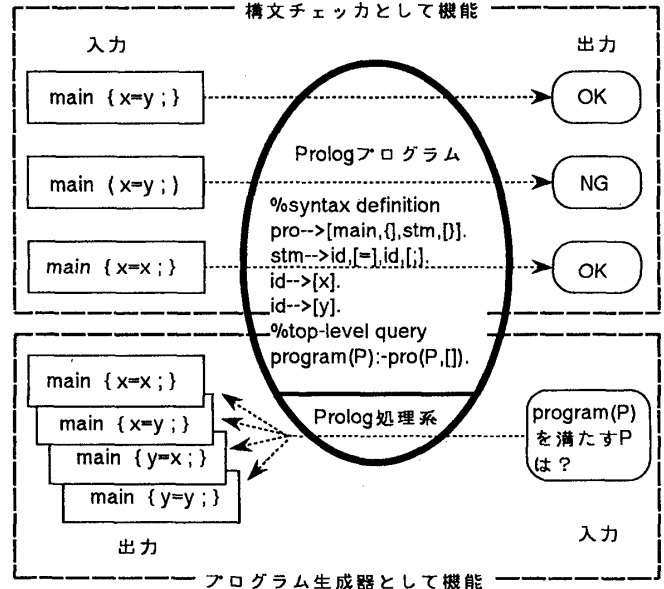 構文チェッカとして機能
入力
出力
main { x=y ; }
OK
main ( x=y ; )
NG
main { x=x ; }
OK
Prologプログラム
%syntax definition
pro-->[main,{],stm,[}].
stm-->id,[=],id,[;].
id-->[x].
id-->[y].
%top-level query
program(P):-pro(P,[]).
Prolog処理系
main { x=x ; }
main { x=y ; }
main { y=x ; }
main { y=y ; }
program(P)
を満たすP
は？
出力
入力
プログラム生成器として機能